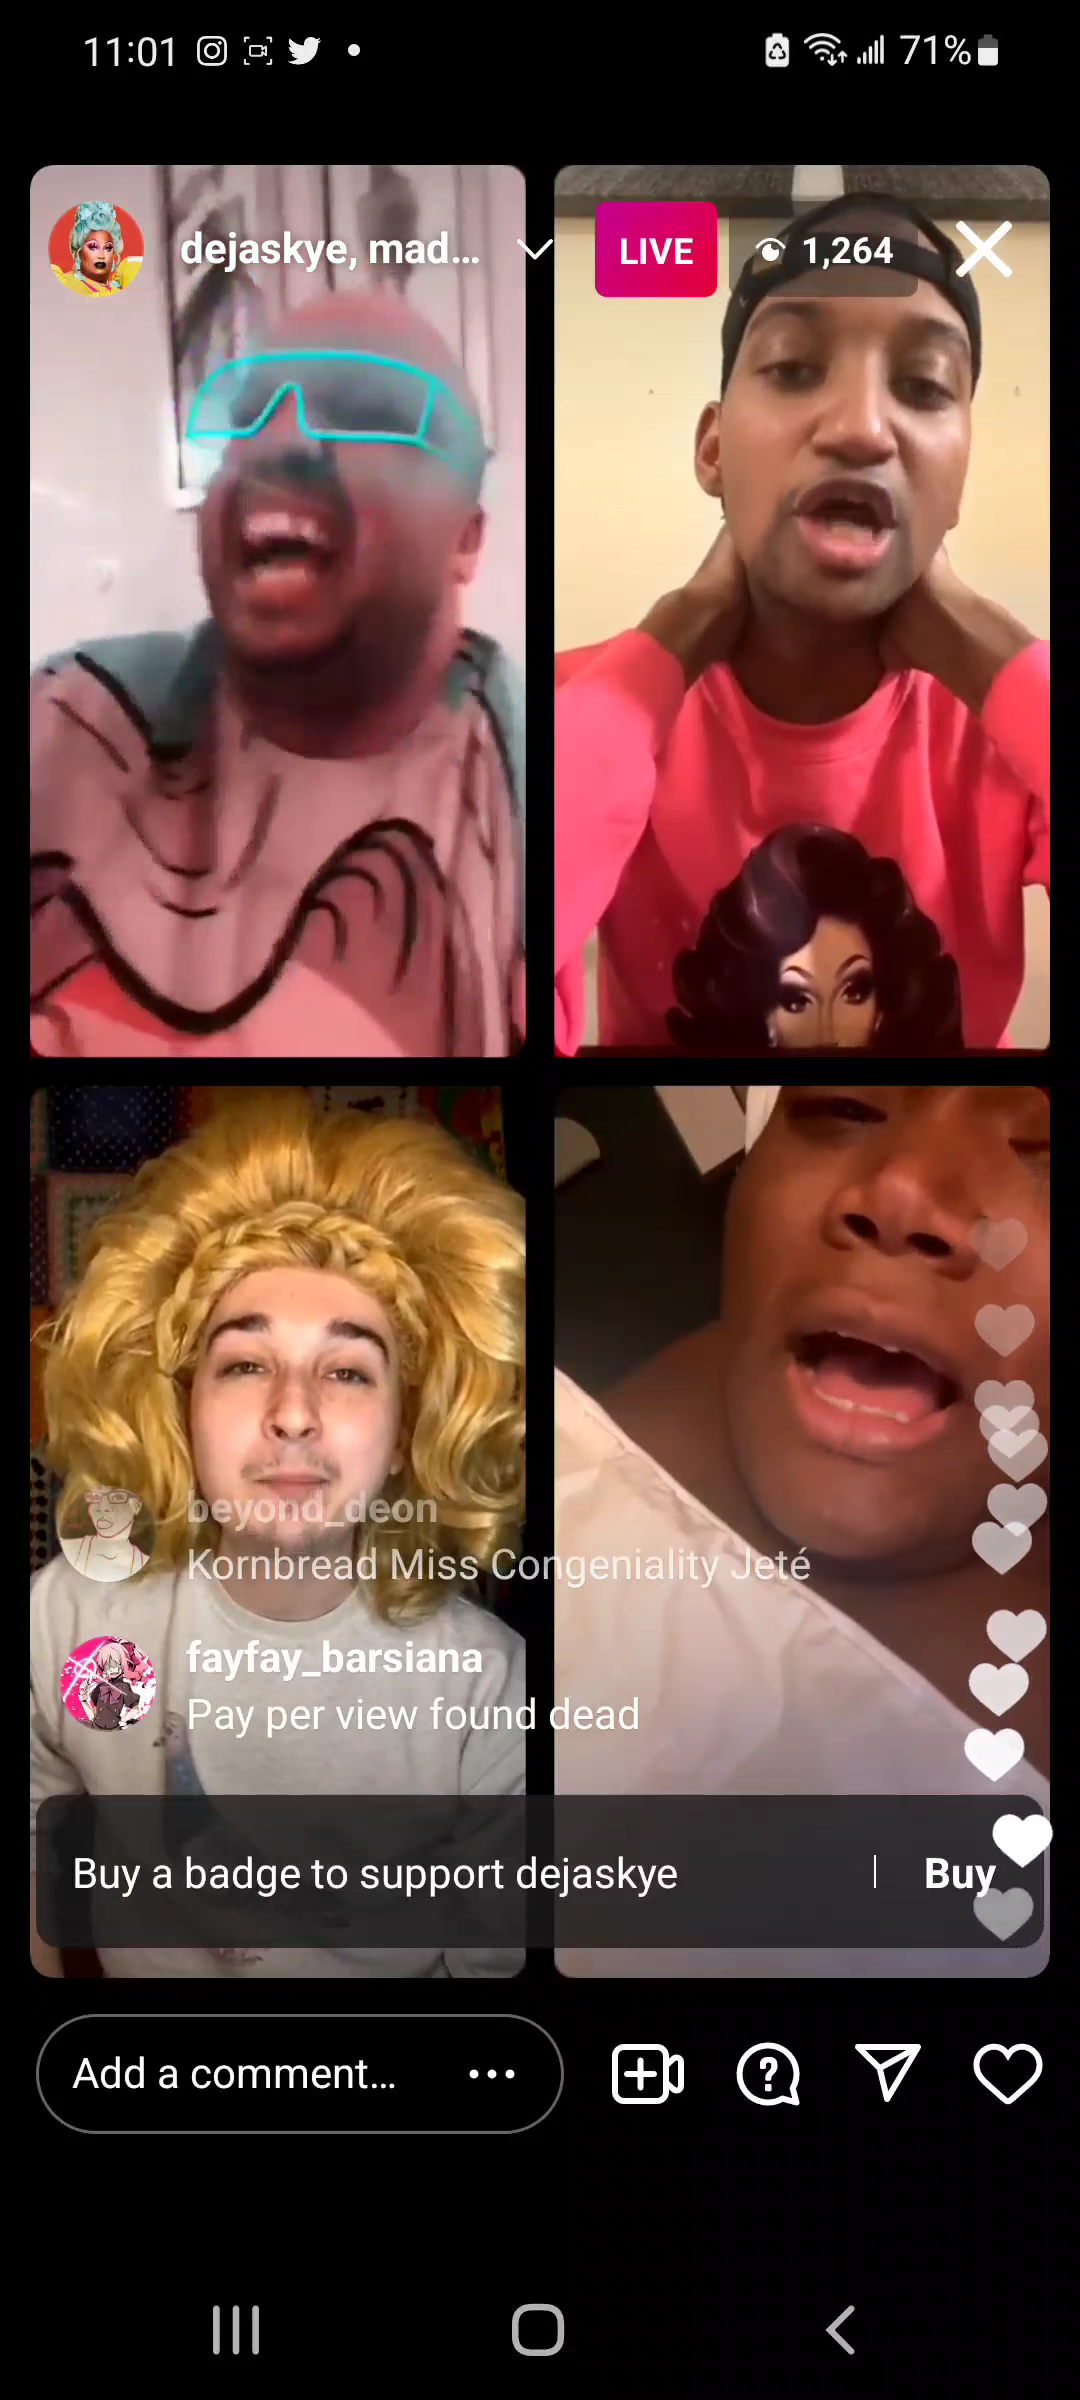 11:01
71%
dejaskye, mad...
LIVE
1,264
beyond_deon
Kornbread Miss Congeniality Jeté
fayfay_barsiana
Pay per view found dead
Buy a badge to support dejaskye
Buy
Add a comment...